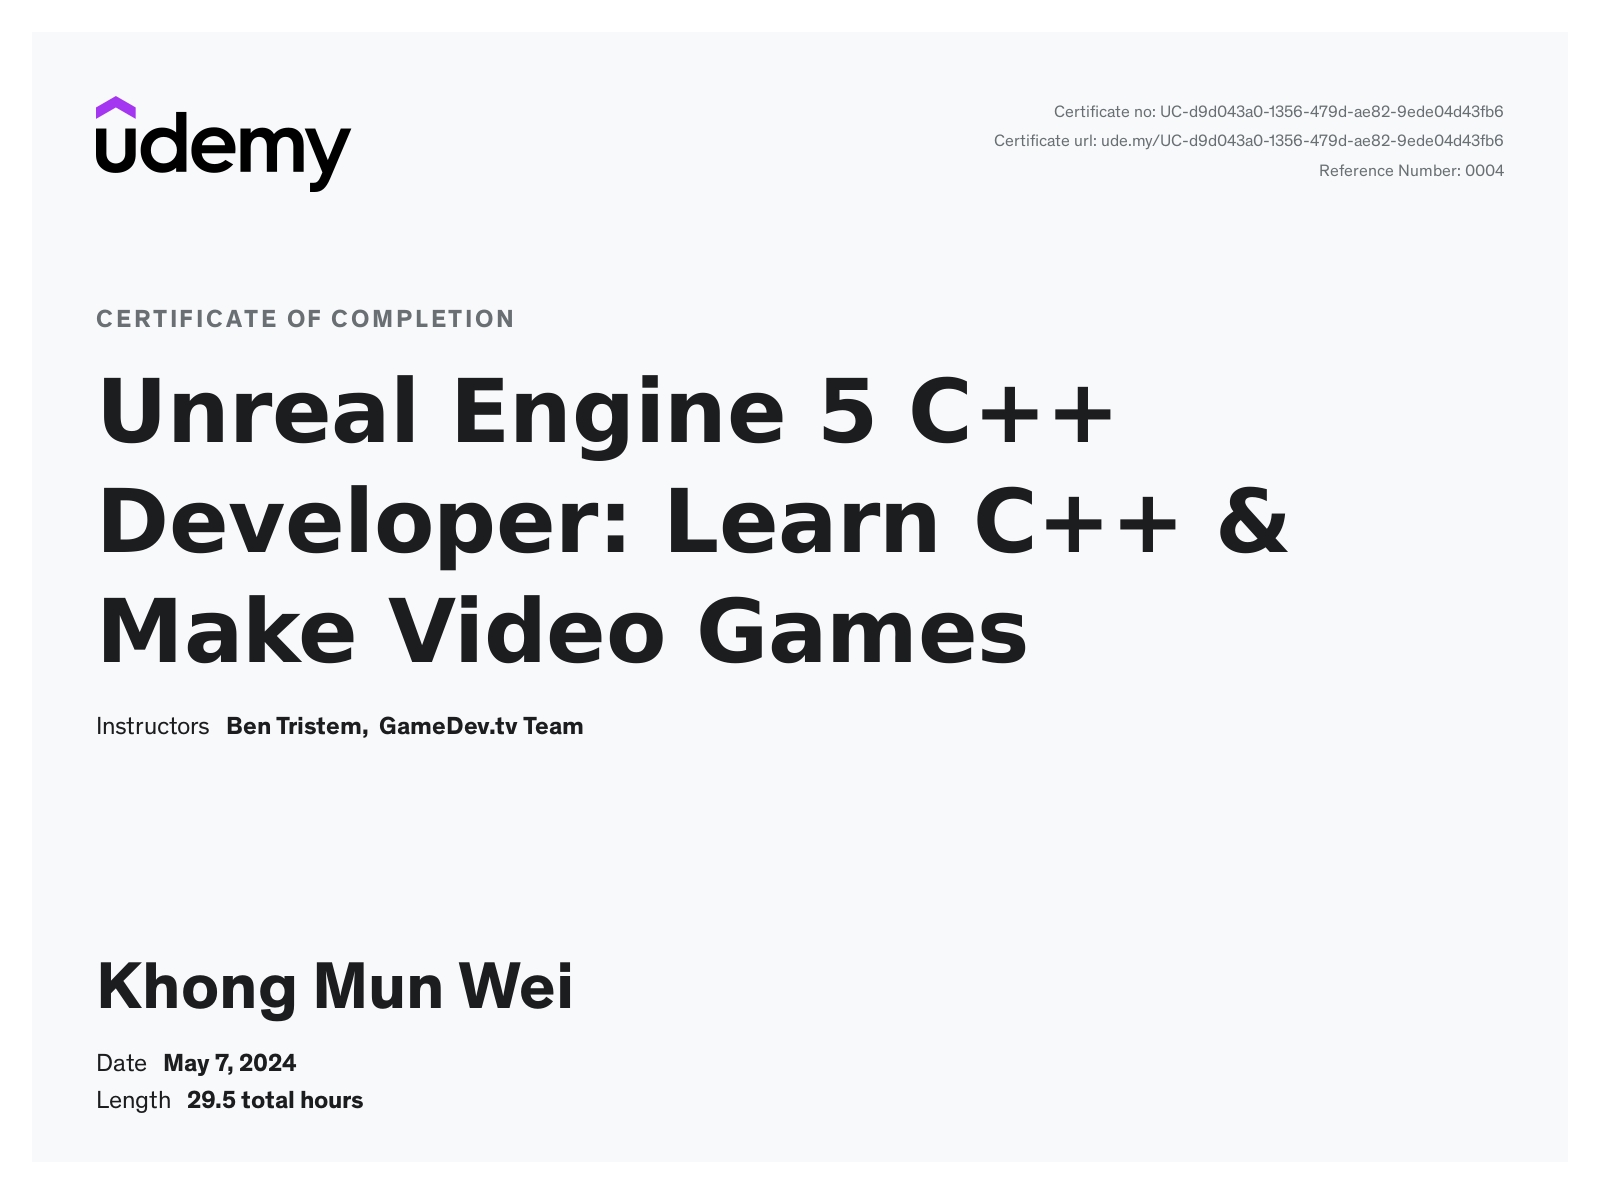 udemy
Certificate no: UC-d9d043a0-1356-479d-ae82-9ede04d43fb6
Certificate url: ude.my/UC-d9d043a0-1356-479d-ae82-9ede04d43fb6
Reference Number: 0004
CERTIFICATE OF COMPLETION
Unreal Engine 5 C++
Developer: Learn C++ &
Make Video Games
Instructors Ben Tristem, GameDev.tv Team
Khong Mun Wei
Date May 7, 2024
Length 29.5 total hours